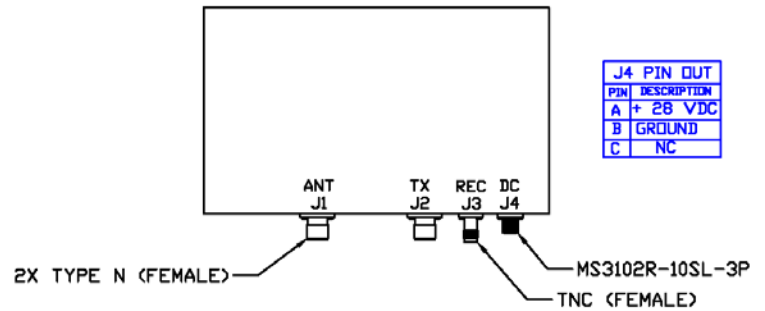 J4 PIN OUT
PIN DESCRIPTION
A + 28 VDC
B GROUND
C NC
ANT TX REC DC
J1 J2 J3 J4
2X TYPE N (FEMALE)
MS3102R-10SL-3P
TNC (FEMALE)